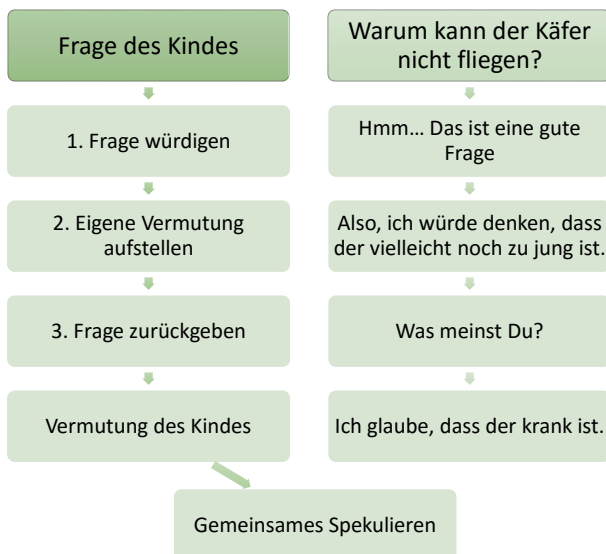 Frage des Kindes
1. Frage würdigen
2. Eigene Vermutung
aufstellen
3. Frage zurückgeben
Vermutung des Kindes
Warum kann der Käfer
nicht fliegen?
Hmm… Das ist eine gute
Frage
Also, ich würde denken, dass
der vielleicht noch zu jung ist.
Was meinst Du?
Ich glaube, dass der krank ist.
Gemeinsames Spekulieren